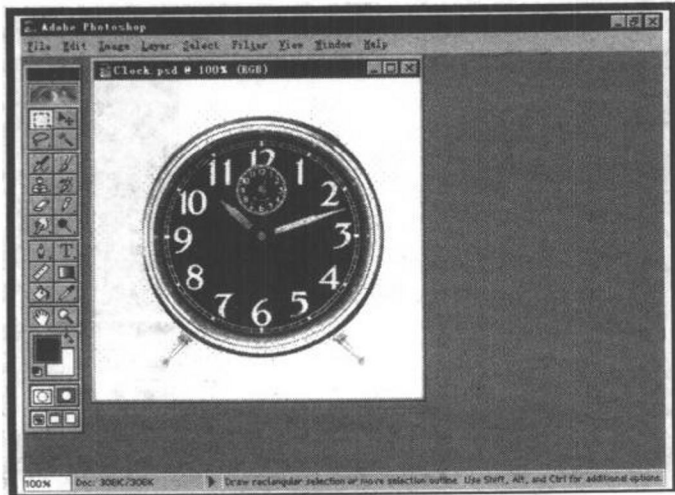 Adobe Photoshop
File Edit Image Layer Select Filter View Window Help
Clock.psd @ 100% (RGB)
12
11 1
10 2
9 3
8 4
7 5
6
T
100% Doc: 308K/308K Draw rectangular selection or move selection outline. Use Shift, Alt, and Ctrl for additional options.